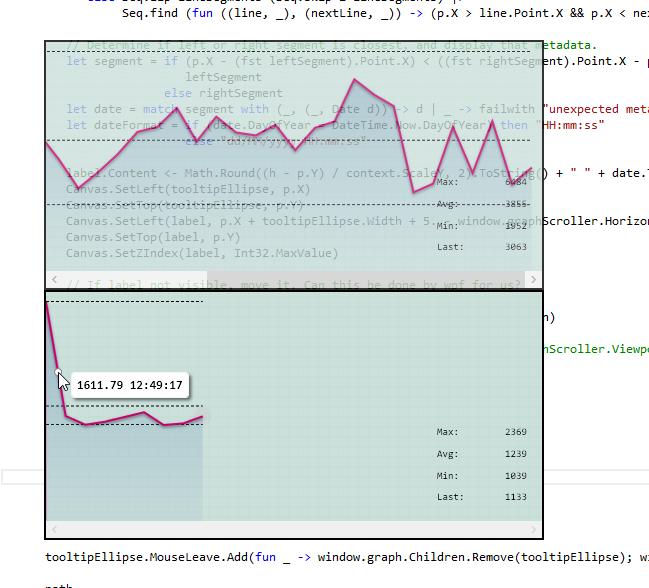 Seq.find (fun ((line, _), (nextLine, _)) -> (p.X > line.Point.X && p.X < ne
// Determine if left or right segment is closest, and display that metadata.
let segment = if (p.X - (fst leftSegment).Point.X) < ((fst rightSegment).Point.X - p
leftSegment
else rightSegment
let date = match segment with (_, (_, Date d)) -> d | _ -> failwith "unexpected meta
let dateFormat = if (date.DayOfYear = DateTime.Now.DayOfYear) then "HH:mm:ss"
else "dd/MM/yyyy HH:mm:ss"
label.Content <- Math.Round((h - p.Y) / context.ScaleY, 2).ToString() + " " + date.T
Canvas.SetLeft(tooltipEllipse, p.X)
Max: 6484
Canvas.SetTop(tooltipEllipse, p.Y)
Avg: 3855
Canvas.SetLeft(label, p.X + tooltipEllipse.Width + 5. - window.graphScroller.Horizon
Min: 1952
Canvas.SetTop(label, p.Y)
Last: 3063
Canvas.SetZIndex(label, Int32.MaxValue)
// If label not visible, move it. Can this be done by wpf for us?
n)
nScroller.Viewpo
1611.79 12:49:17
Max: 2369
Avg: 1239
Min: 1039
Last: 1133
tooltipEllipse.MouseLeave.Add(fun _ -> window.graph.Children.Remove(tooltipEllipse); wi
path